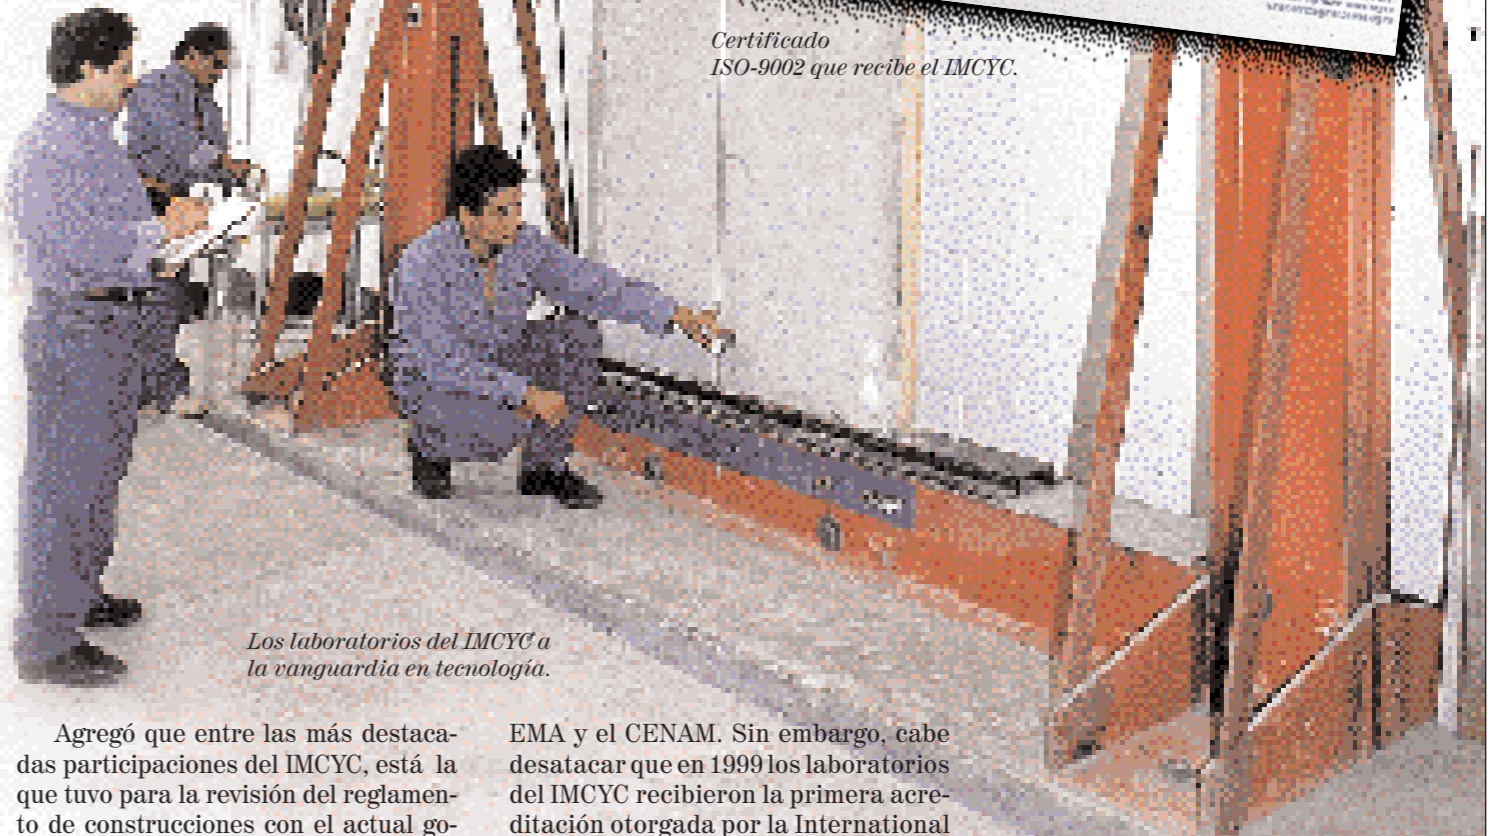 Certificado
ISO-9002 que recibe el IMCYC.
Los laboratorios del IMCYC a
la vanguardia en tecnología.
Agregó que entre las más destaca-
das participaciones del IMCYC, está la
que tuvo para la revisión del reglamen-
to de construcciones con el actual go-
EMA y el CENAM. Sin embargo, cabe
desatacar que en 1999 los laboratorios
del IMCYC recibieron la primera acre-
ditación otorgada por la International